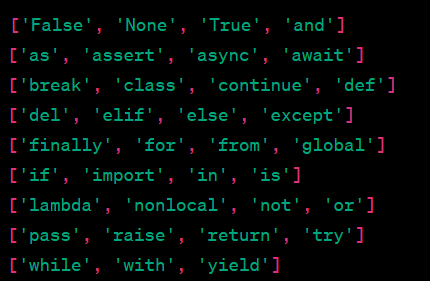 ['False', 'None', 'True', 'and']
['as', 'assert', 'async', 'await']
['break', 'class', 'continue', 'def']
['del', 'elif', 'else', 'except']
['finally', 'for', 'from', 'global']
['if', 'import', 'in', 'is']
['lambda', 'nonlocal', 'not', 'or']
['pass', 'raise', 'return', 'try']
['while', 'with', 'yield']